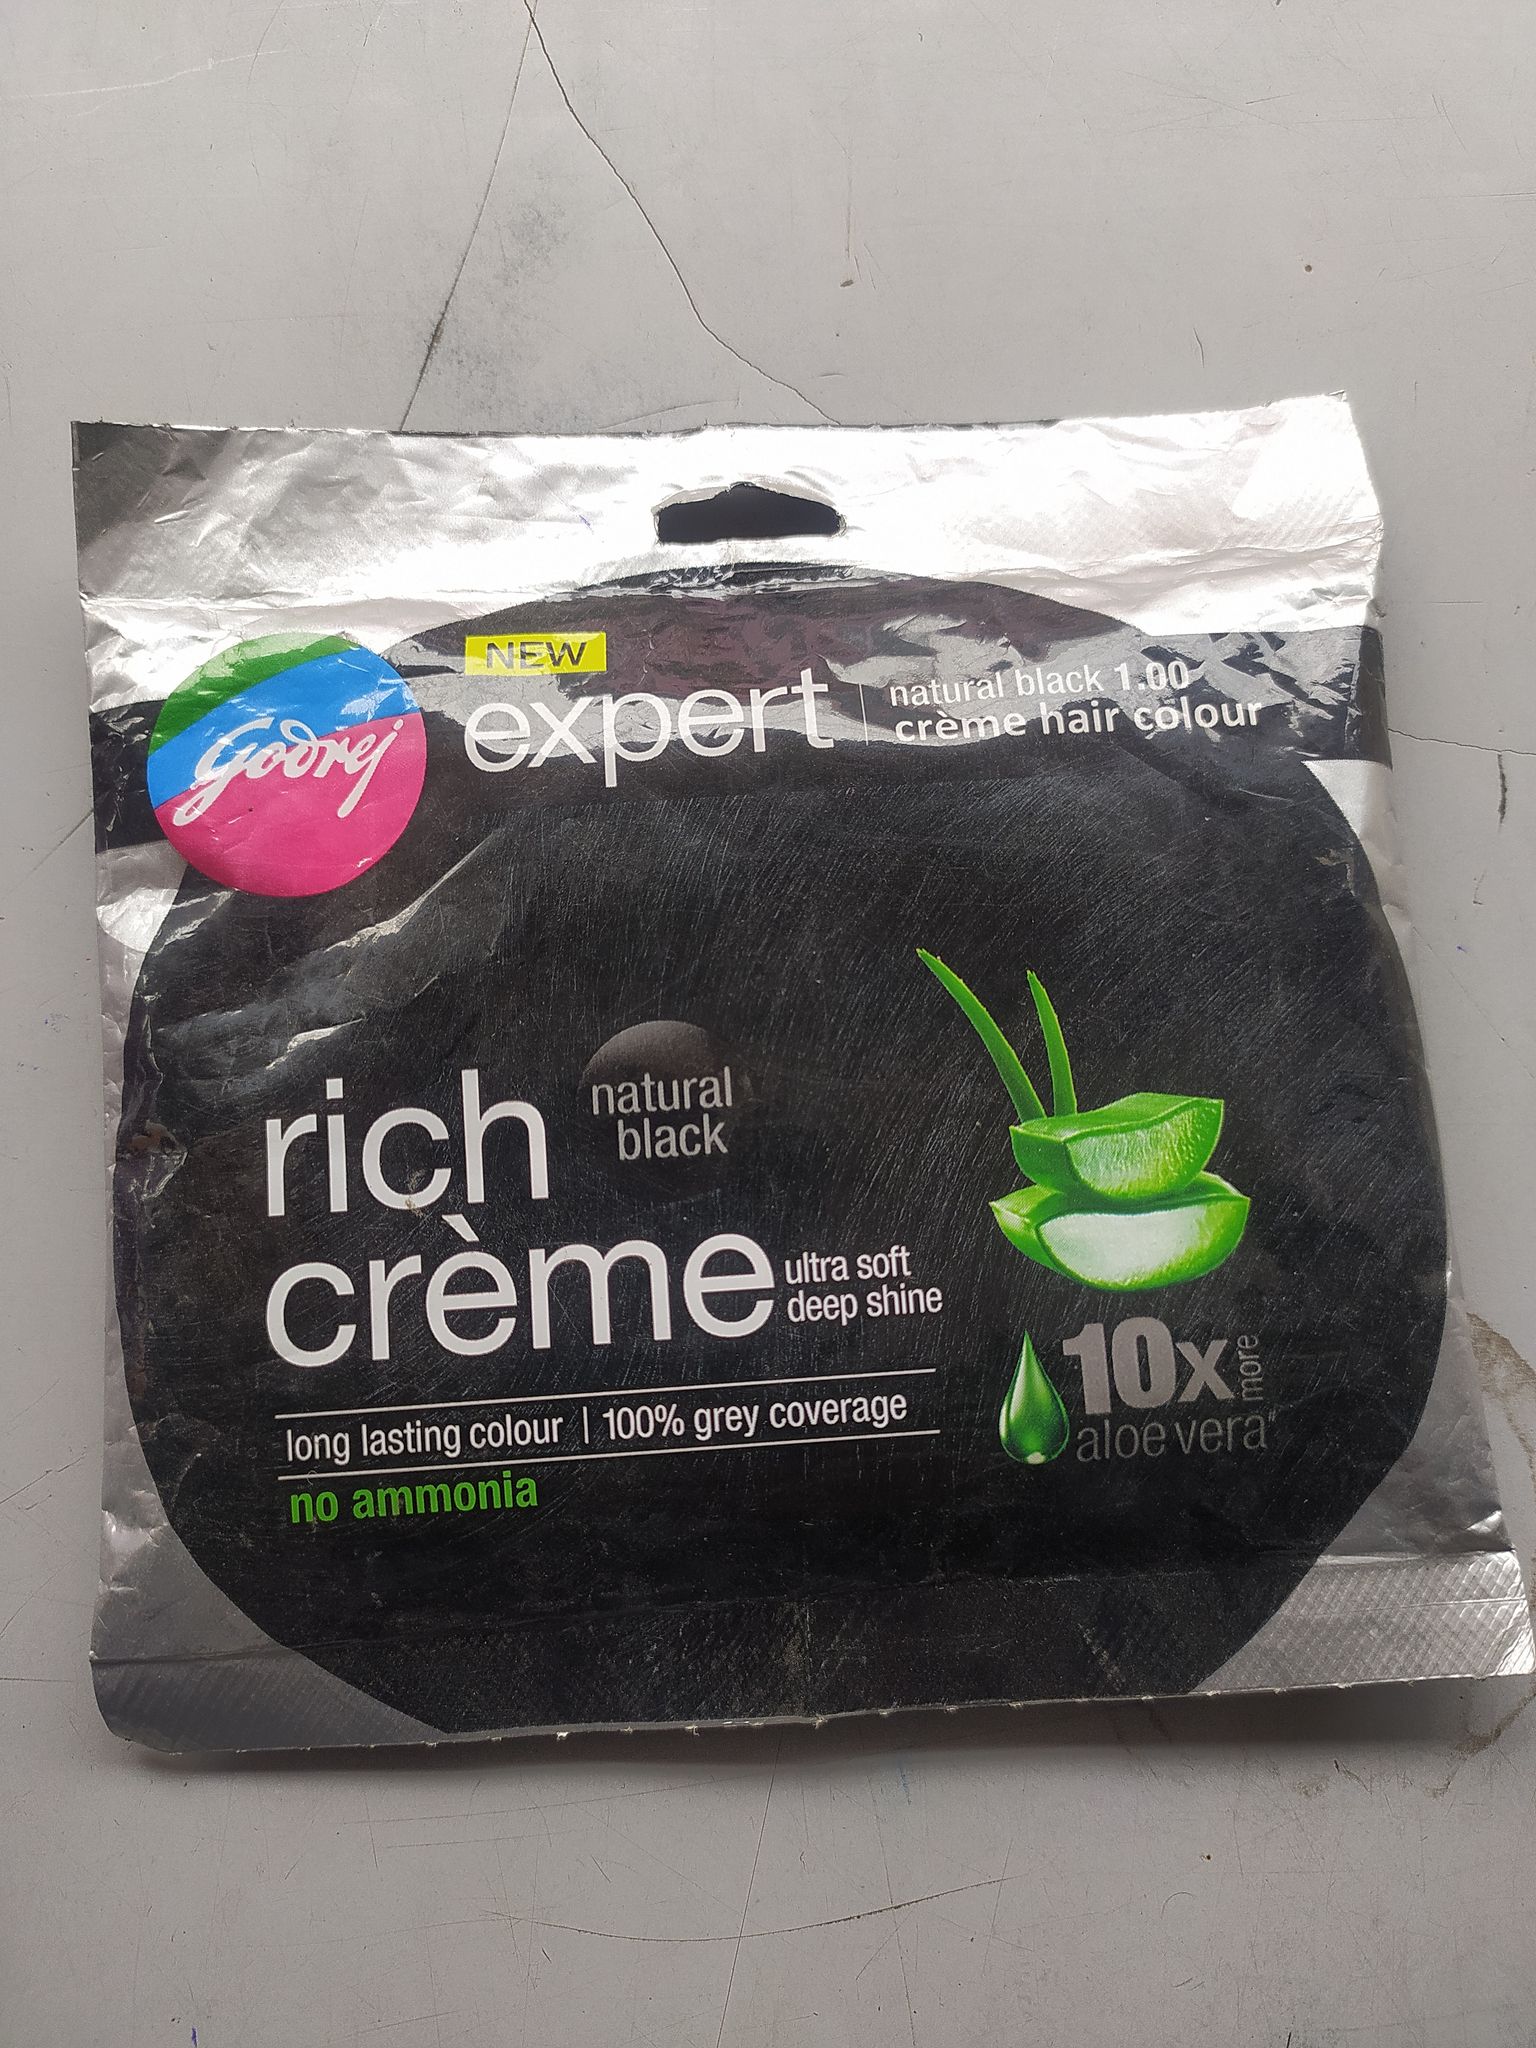 NEW
Godrej
expert
natural black 1.00
crème hair colour
rich
crème
natural
black
ultra soft
deep shine
long lasting colour | 100% grey coverage
no ammonia
10x more
aloe vera